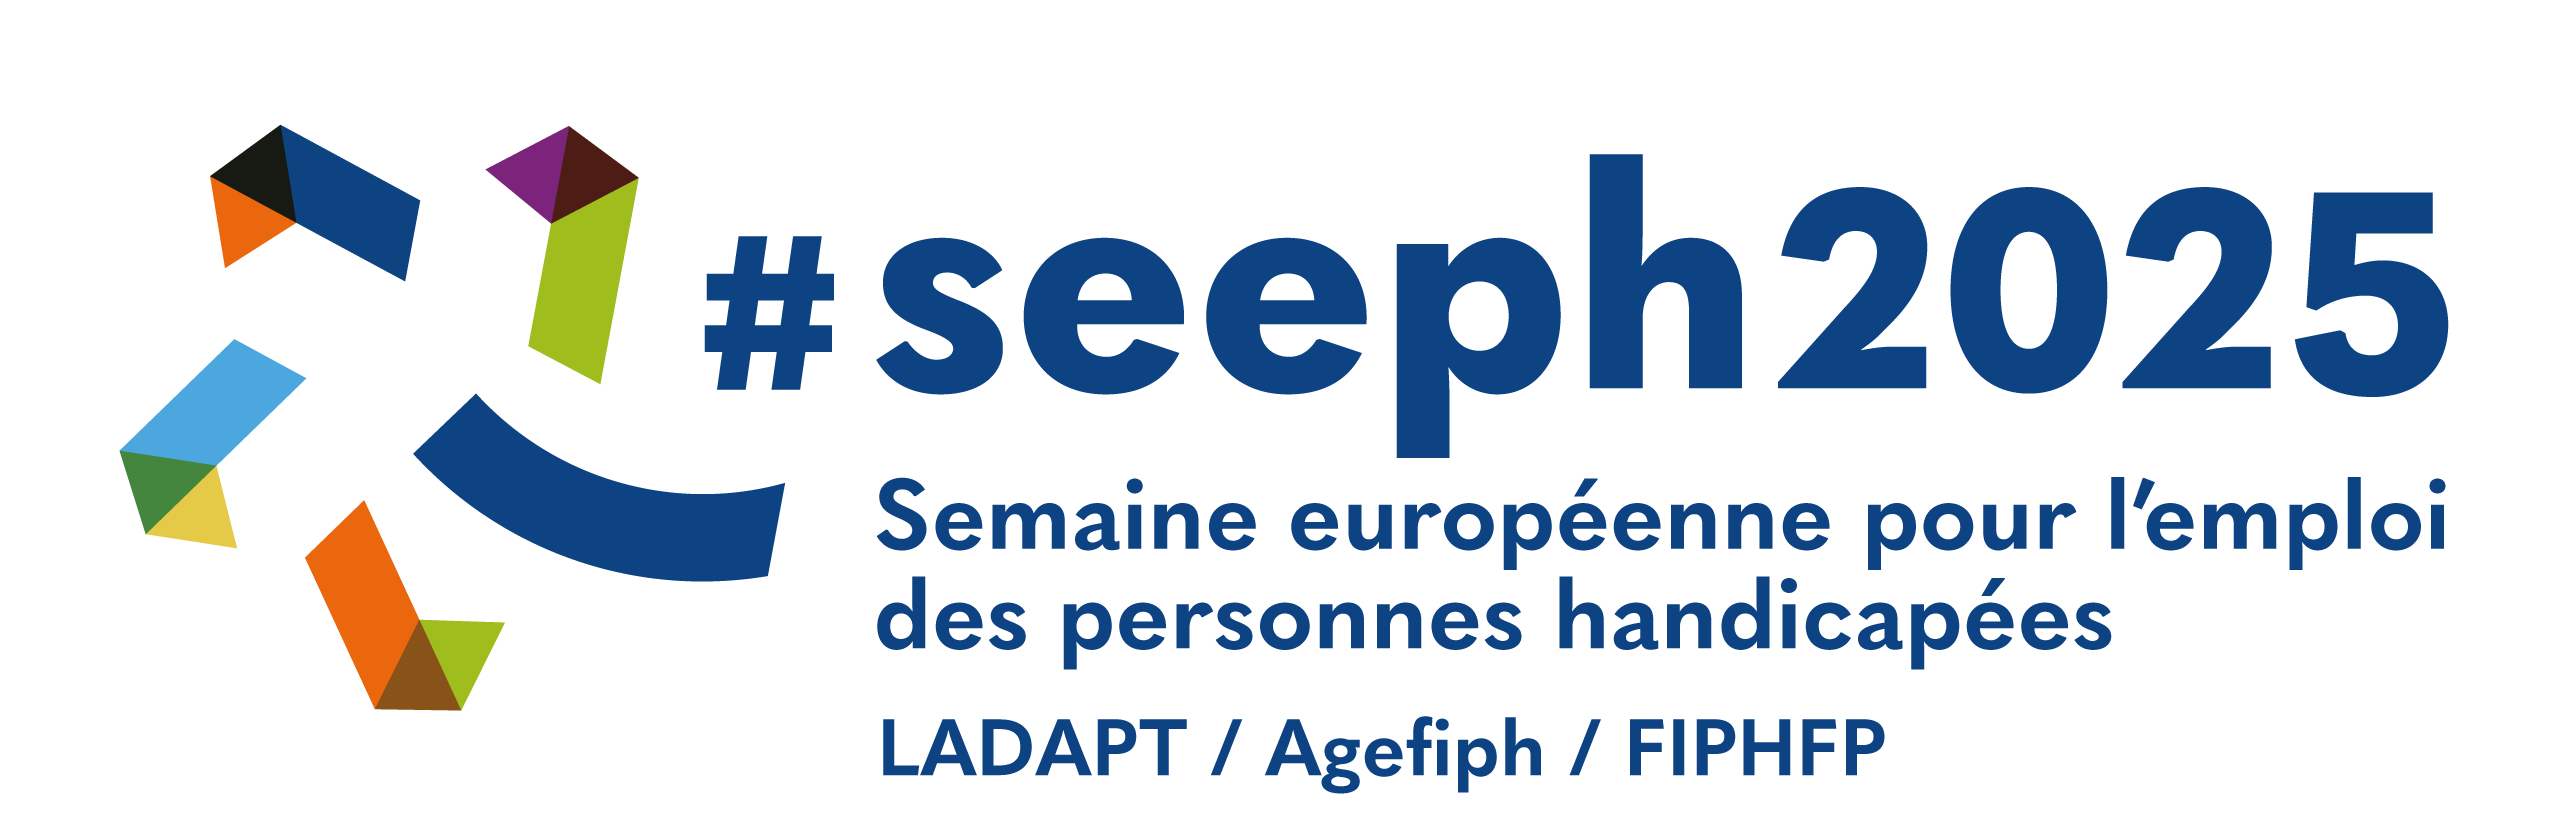 #seeph2025
Semaine européenne pour l'emploi
des personnes handicapées
LADAPT / Agefiph / FIPHFP